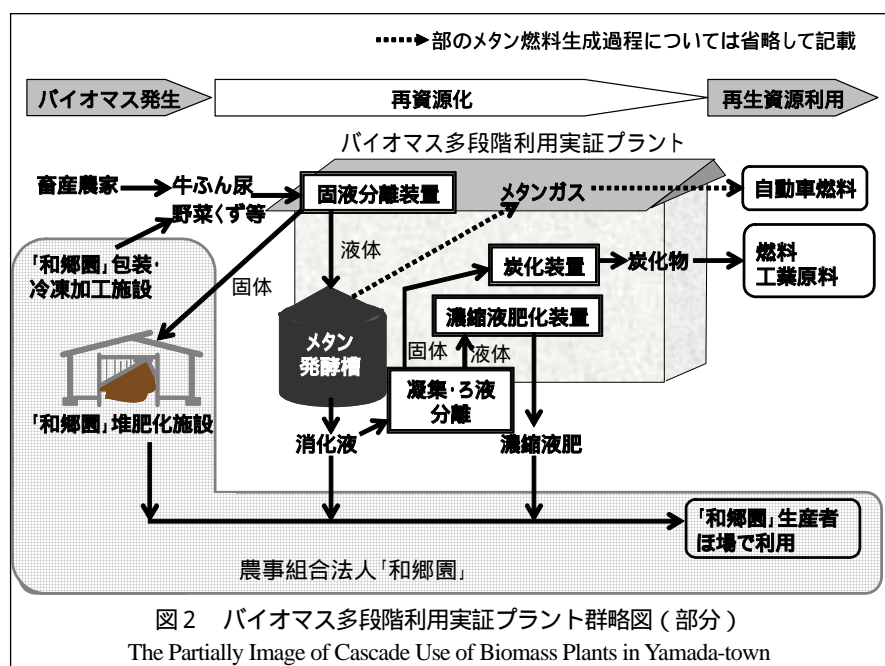 部のメタン燃料生成過程については省略して記載
バイオマス発生
再資源化
再生資源利用
バイオマス多段階利用実証プラント
畜産農家
牛ふん尿
野菜くず等
固液分離装置
メタンガス
自動車燃料
「和郷園」包装・
冷凍加工施設
固体
液体
炭化装置
炭化物
燃料
工業原料
濃縮液肥化装置
メタン
発酵槽
固体
液体
凝集・ろ液
分離
「和郷園」堆肥化施設
消化液
濃縮液肥
「和郷園」生産者
ほ場で利用
農事組合法人「和郷園」
図2 バイオマス多段階利用実証プラント群略図（部分）
The Partially Image of Cascade Use of Biomass Plants in Yamada-town